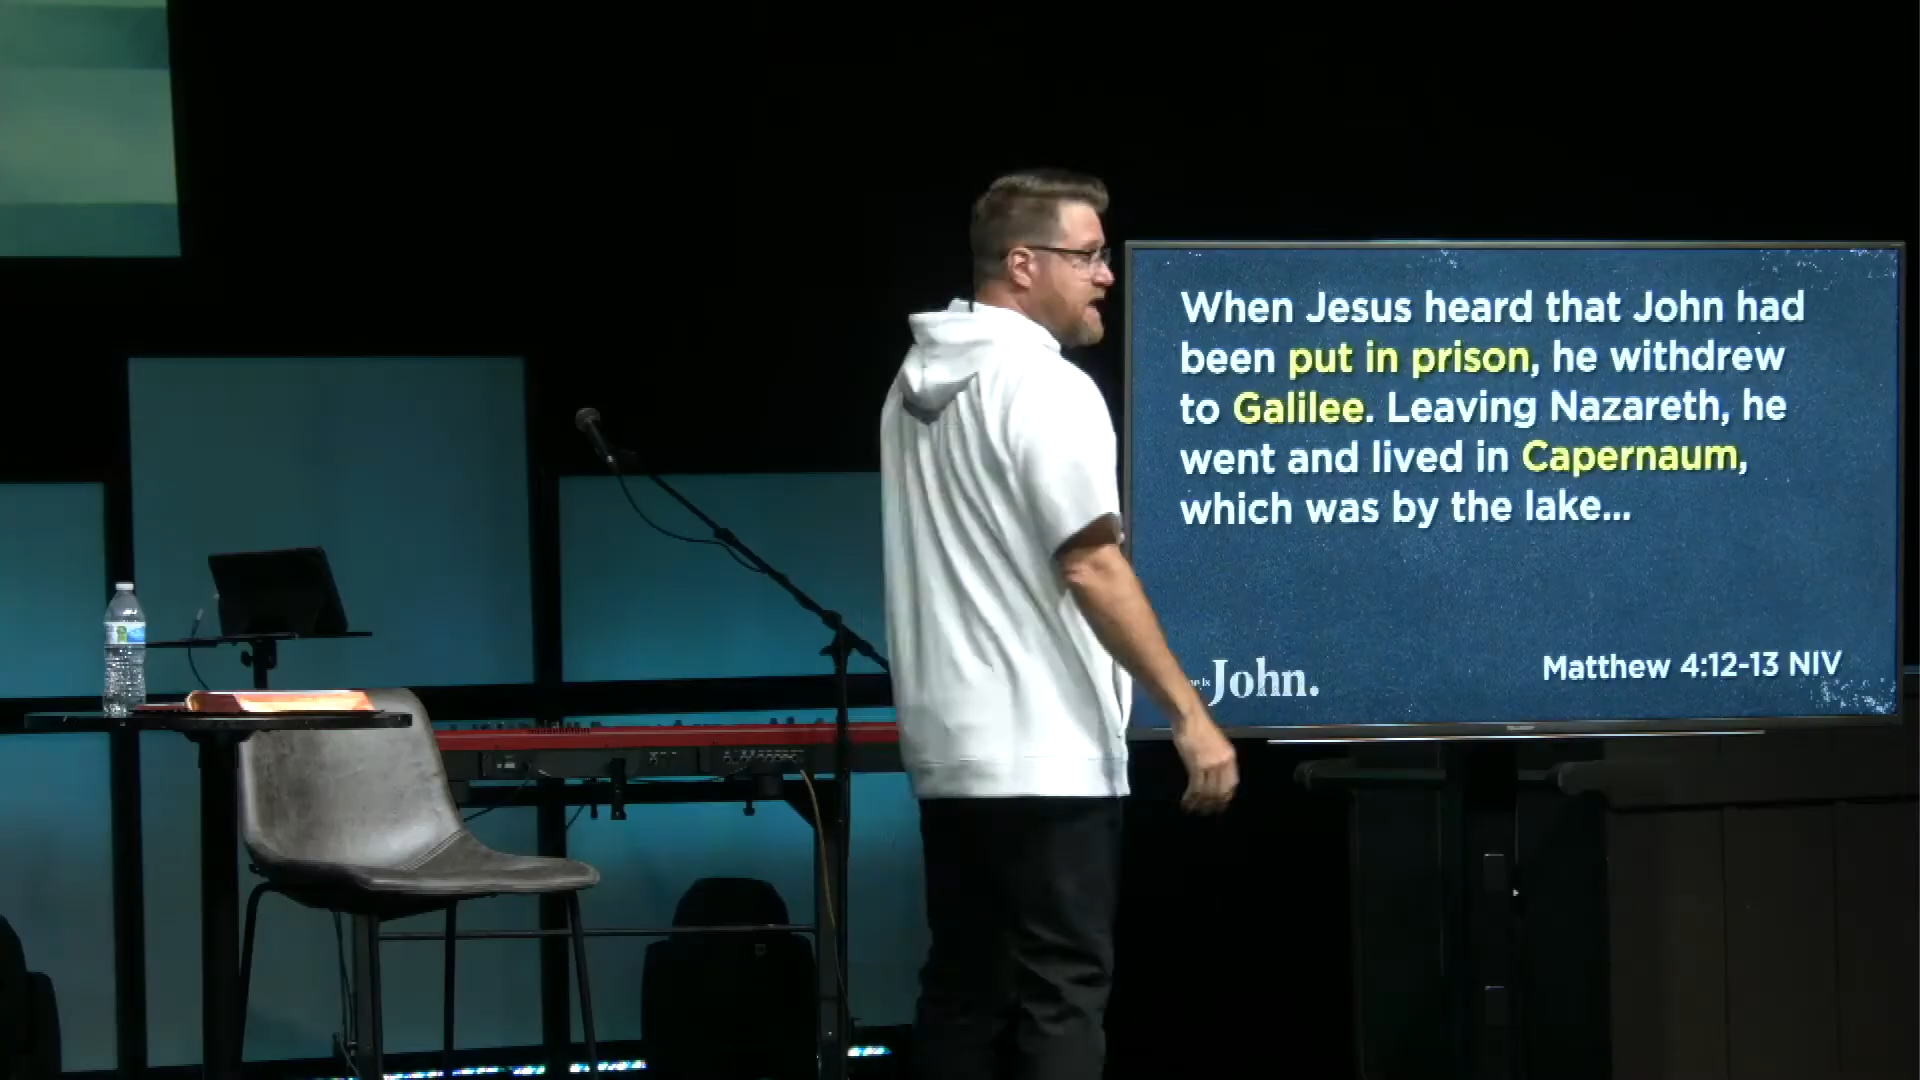 When Jesus heard that John had
been put in prison, he withdrew
to Galilee. Leaving Nazareth, he
went and lived in Capernaum,
which was by the lake...
is John.
Matthew 4:12-13 NIV